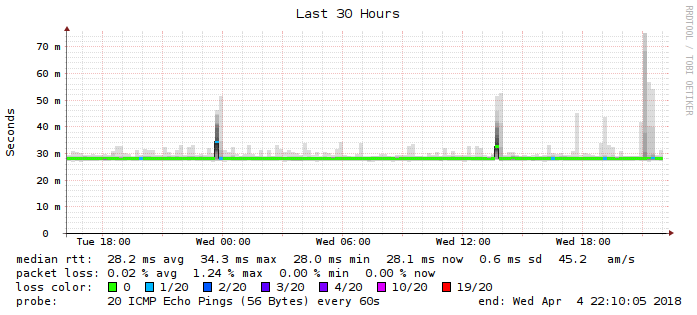 Last 30 Hours
RRDTOOL / TOBI OETIKER
Seconds
70 m
60 m
50 m
40 m
30 m
20 m
10 m
0
Tue 18:00 Wed 00:00 Wed 06:00 Wed 12:00 Wed 18:00
median rtt: 28.2 ms avg 34.3 ms max 28.0 ms min 28.1 ms now 0.6 ms sd 45.2 am/s
packet loss: 0.02 % avg 1.24 % max 0.00 % min 0.00 % now
loss color: 0 1/20 2/20 3/20 4/20 10/20 19/20
probe: 20 ICMP Echo Pings (56 Bytes) every 60s end: Wed Apr 4 22:10:05 2018